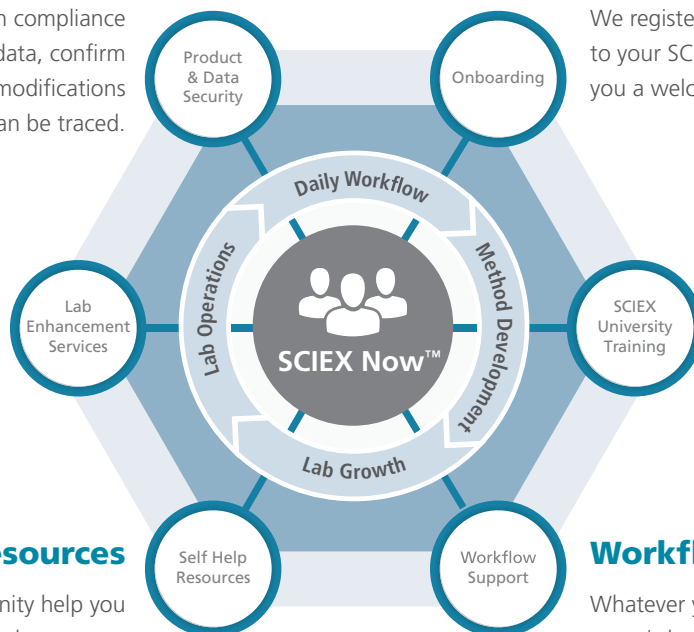 compliance
data, confirm
modifications
an be traced.
We registe
to your SC
you a welc
Product
& Data
Security
Onboarding
Daily Workflow
Method Development
Lab Growth
Lab Operations
SCIEX Now™
Lab
Enhancement
Services
SCIEX
University
Training
Self Help
Resources
Workflow
Support
esources
nity help you
Workfl
Whatever y